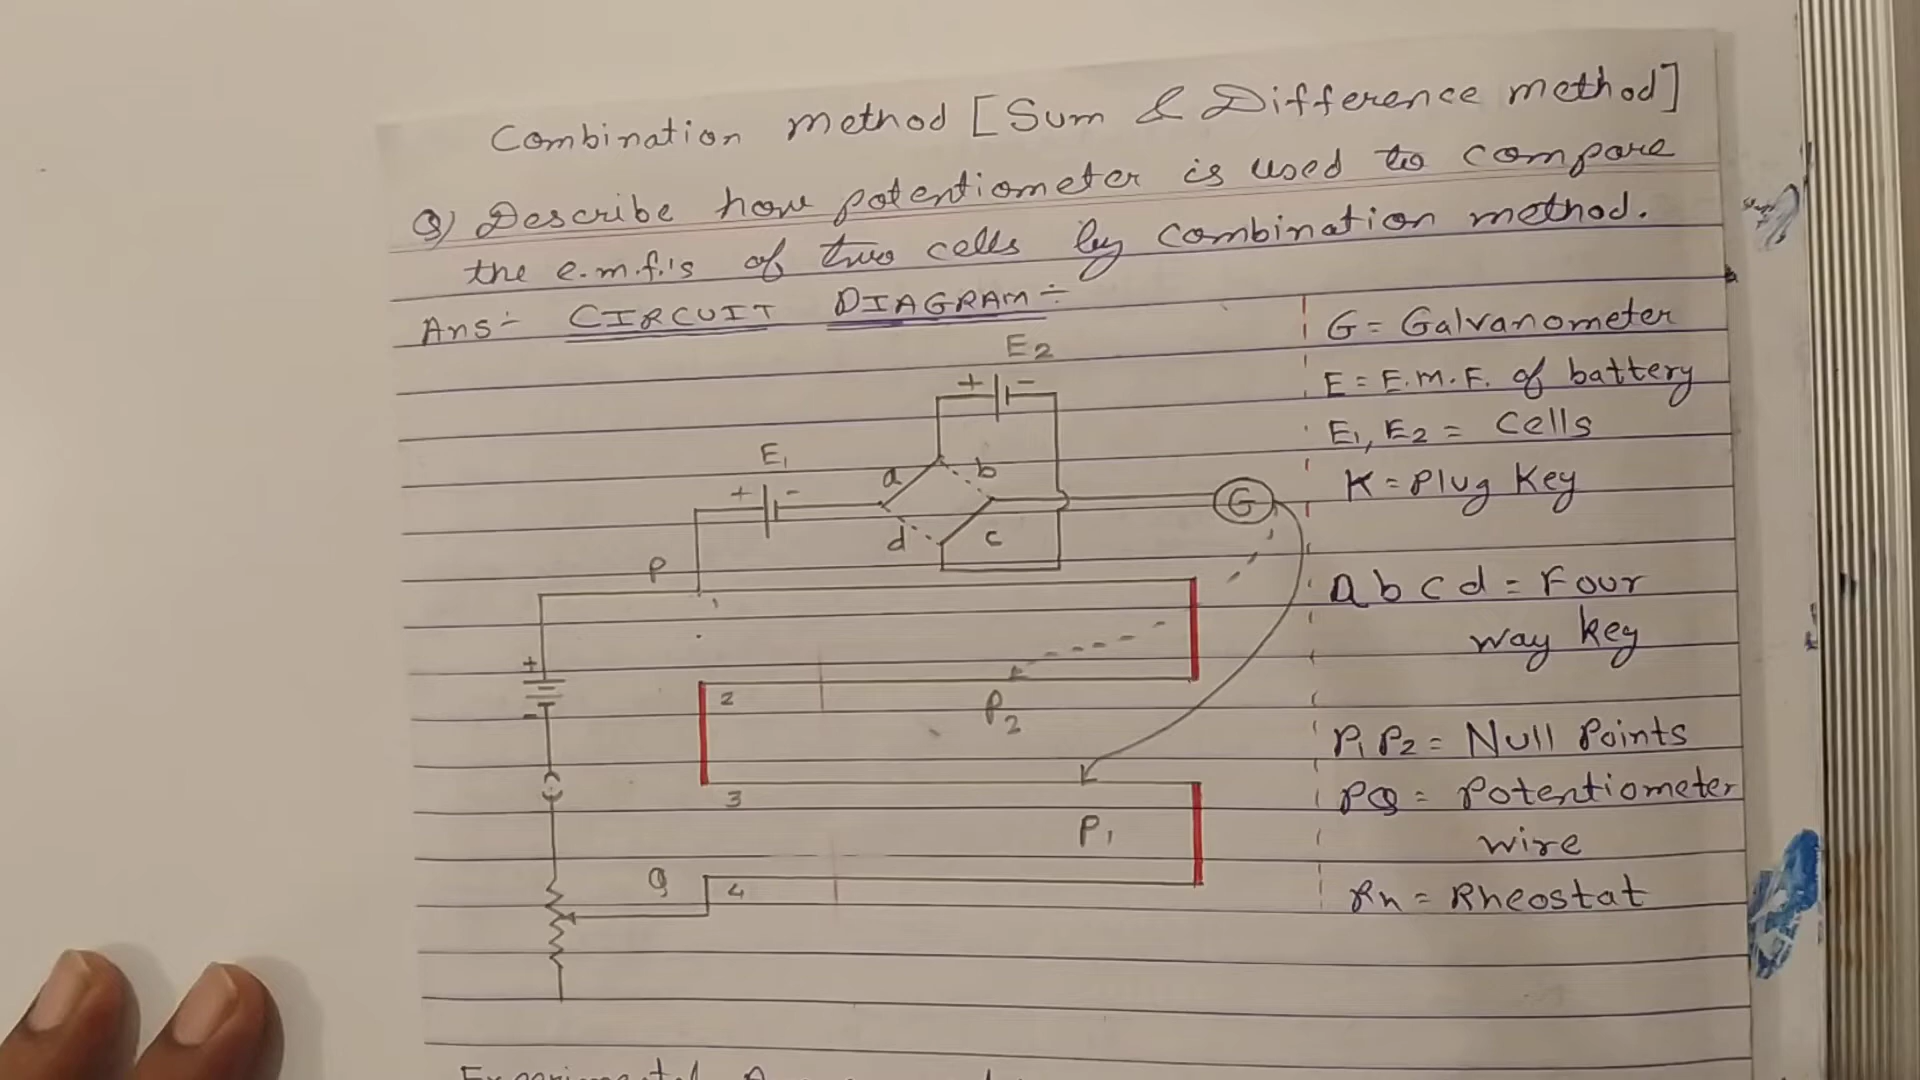 Combination method [Sum & Difference method]
Q) Describe how potentiometer is used to compare
the e.m.f.'s of two cells by combination method.
Ans:- CIRCUIT DIAGRAM÷
E2
+ -
E1
+ -
a b
d c
G
P
1
+
-
2
P2
3
P1
Q 4
G = Galvanometer
E = E.M.F. of battery
E1, E2 = Cells
K = Plug Key
a b c d = Four
way key
P1 P2 = Null Points
PQ = Potentiometer
wire
Rh = Rheostat
Experimental